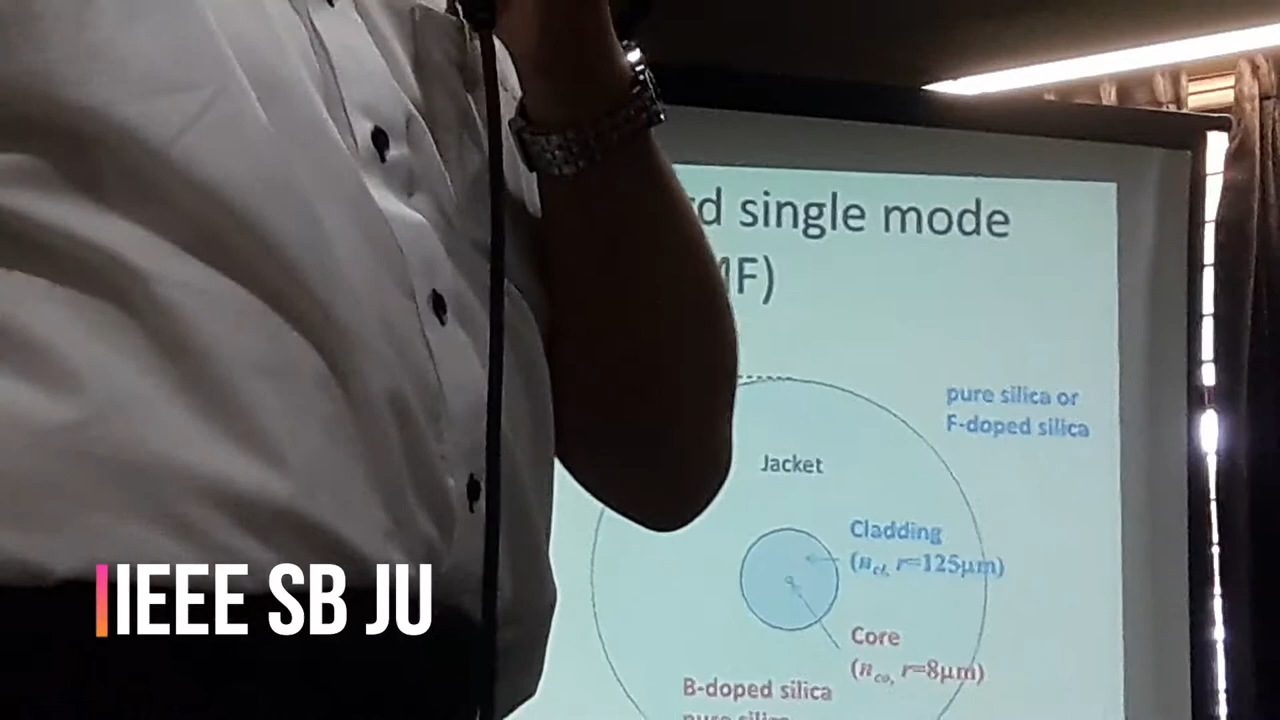 single mode
pure silica or
F-doped silica
Jacket
Cladding
(n_cl, r=125μm)
Core
(n_co, r=8μm)
B-doped silica
IEEE SB JU